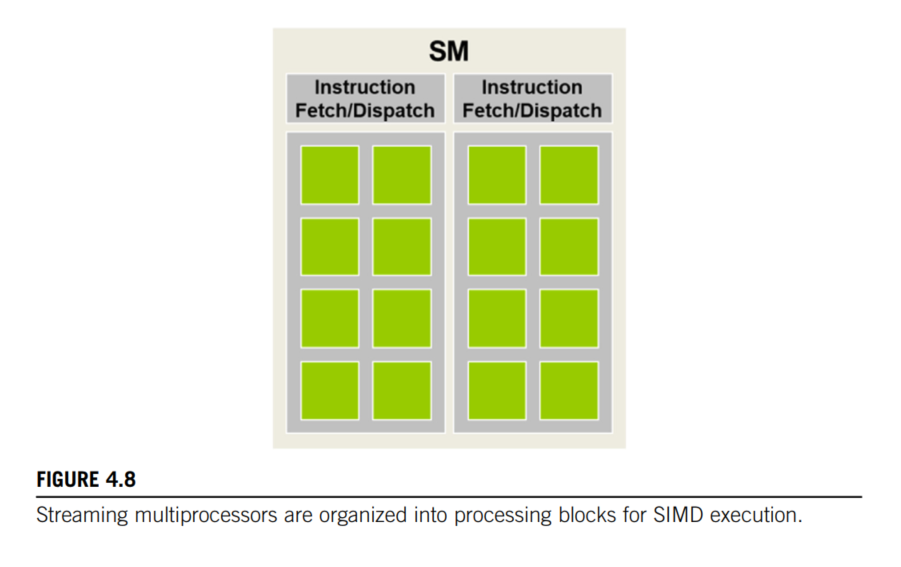 SM
Instruction
Fetch/Dispatch
Instruction
Fetch/Dispatch
FIGURE 4.8
Streaming multiprocessors are organized into processing blocks for SIMD execution.